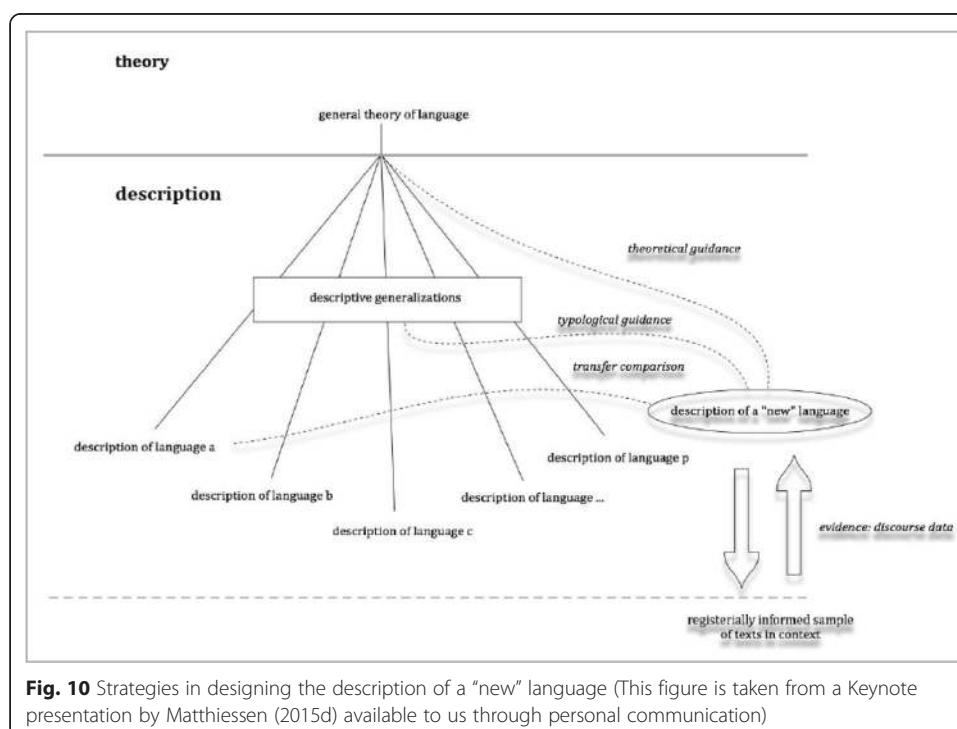 theory
general theory of language
description
theoretical guidance
descriptive generalizations
typological guidance
transfer comparison
description of a "new" language
description of language a
description of language p
description of language b
description of language ...
description of language c
evidence: discourse data
registerially informed sample
of texts in context
Fig. 10 Strategies in designing the description of a “new” language (This figure is taken from a Keynote
presentation by Matthiessen (2015d) available to us through personal communication)